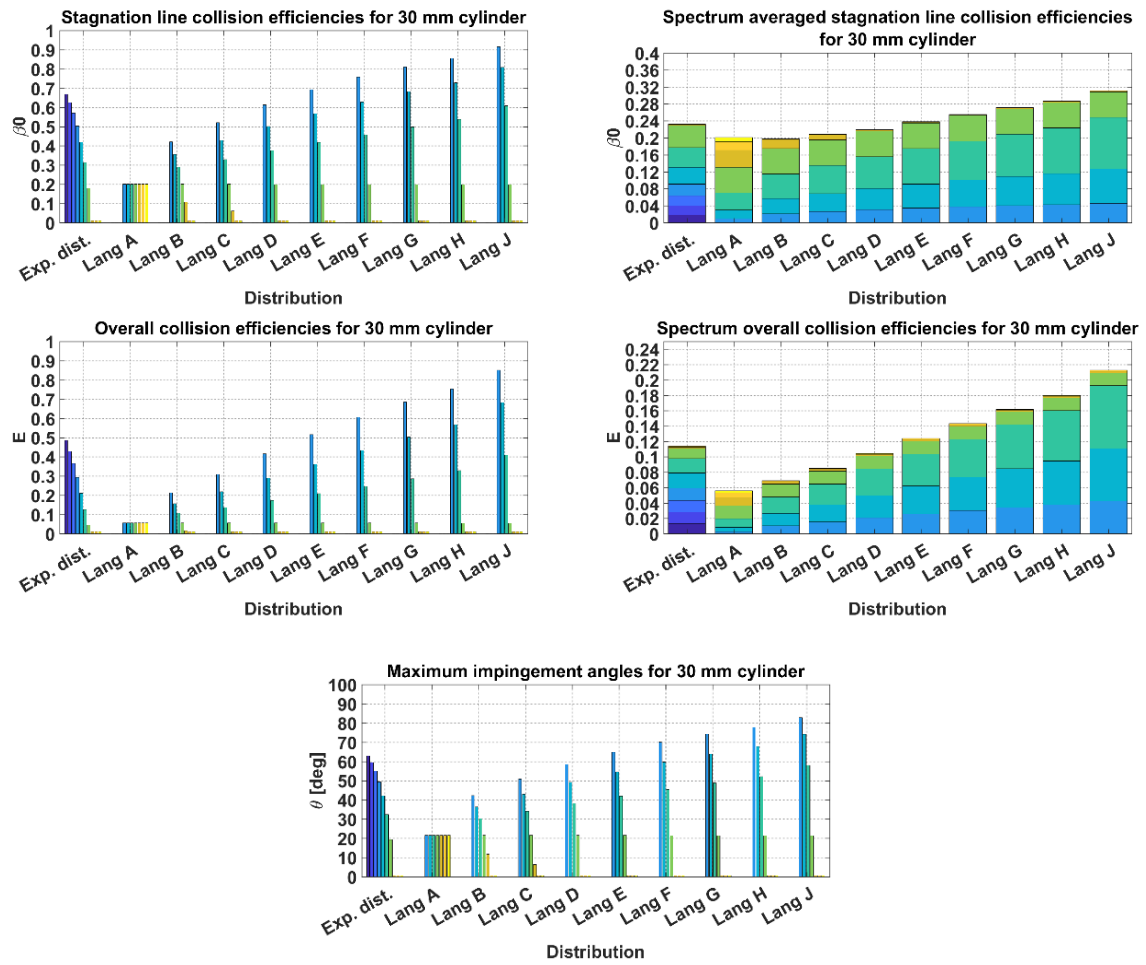 Stagnation line collision efficiencies for 30 mm cylinder
1
0.9
0.8
0.7
0.6
0.5
0.4
0.3
0.2
0.1
0
β0
Exp. dist.
Lang A
Lang B
Lang C
Lang D
Lang E
Lang F
Lang G
Lang H
Lang J
Distribution
Spectrum averaged stagnation line collision efficiencies
for 30 mm cylinder
0.4
0.36
0.32
0.28
0.24
0.2
0.16
0.12
0.08
0.04
0
β0
Exp. dist.
Lang A
Lang B
Lang C
Lang D
Lang E
Lang F
Lang G
Lang H
Lang J
Distribution
Overall collision efficiencies for 30 mm cylinder
1
0.9
0.8
0.7
0.6
0.5
0.4
0.3
0.2
0.1
0
E
Exp. dist.
Lang A
Lang B
Lang C
Lang D
Lang E
Lang F
Lang G
Lang H
Lang J
Distribution
Spectrum overall collision efficiencies for 30 mm cylinder
0.24
0.22
0.2
0.18
0.16
0.14
0.12
0.1
0.08
0.06
0.04
0.02
0
E
Exp. dist.
Lang A
Lang B
Lang C
Lang D
Lang E
Lang F
Lang G
Lang H
Lang J
Distribution
Maximum impingement angles for 30 mm cylinder
100
90
80
70
60
50
40
30
20
10
0
θ [deg]
Exp. dist.
Lang A
Lang B
Lang C
Lang D
Lang E
Lang F
Lang G
Lang H
Lang J
Distribution